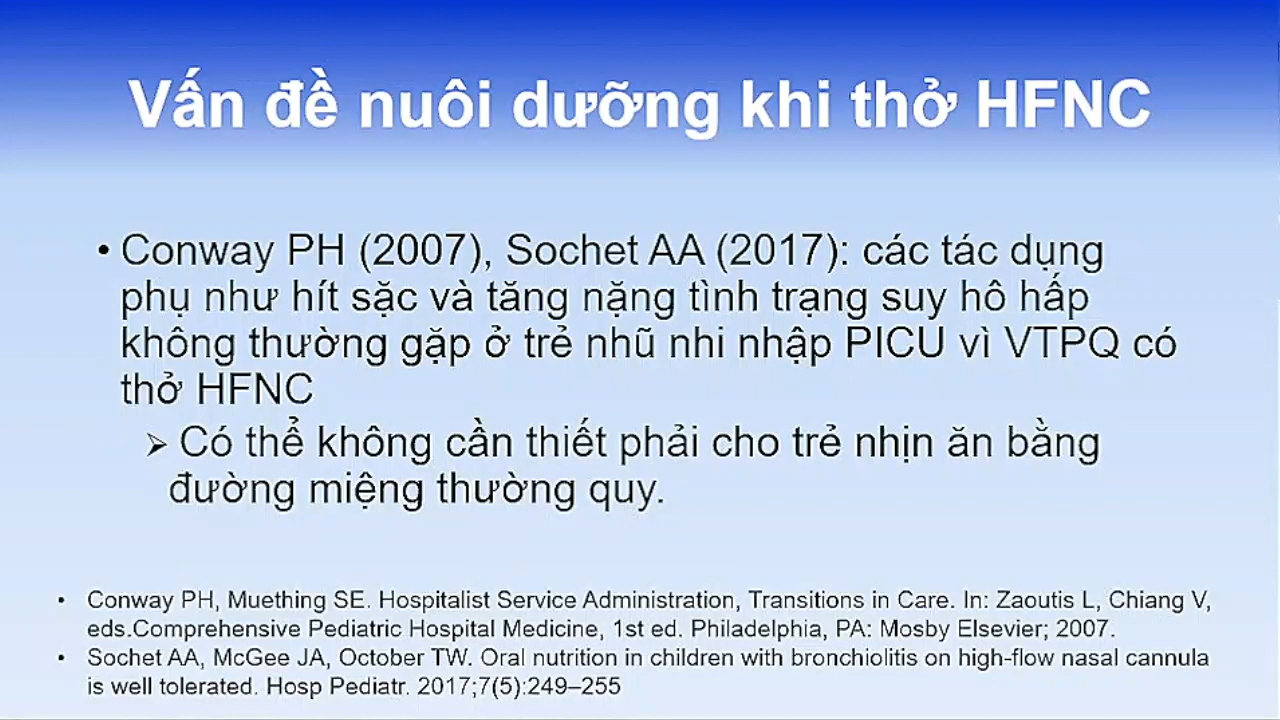 Vấn đề nuôi dưỡng khi thở HFNC
• Conway PH (2007), Sochet AA (2017): các tác dụng
phụ như hít sặc và tăng nặng tình trạng suy hô hấp
không thường gặp ở trẻ nhũ nhi nhập PICU vì VTPQ có
thở HFNC
➢ Có thể không cần thiết phải cho trẻ nhịn ăn bằng
đường miệng thường quy.
• Conway PH, Muething SE. Hospitalist Service Administration, Transitions in Care. In: Zaoutis L, Chiang V,
eds.Comprehensive Pediatric Hospital Medicine, 1st ed. Philadelphia, PA: Mosby Elsevier; 2007.
• Sochet AA, McGee JA, October TW. Oral nutrition in children with bronchiolitis on high-flow nasal cannula
is well tolerated. Hosp Pediatr. 2017;7(5):249–255